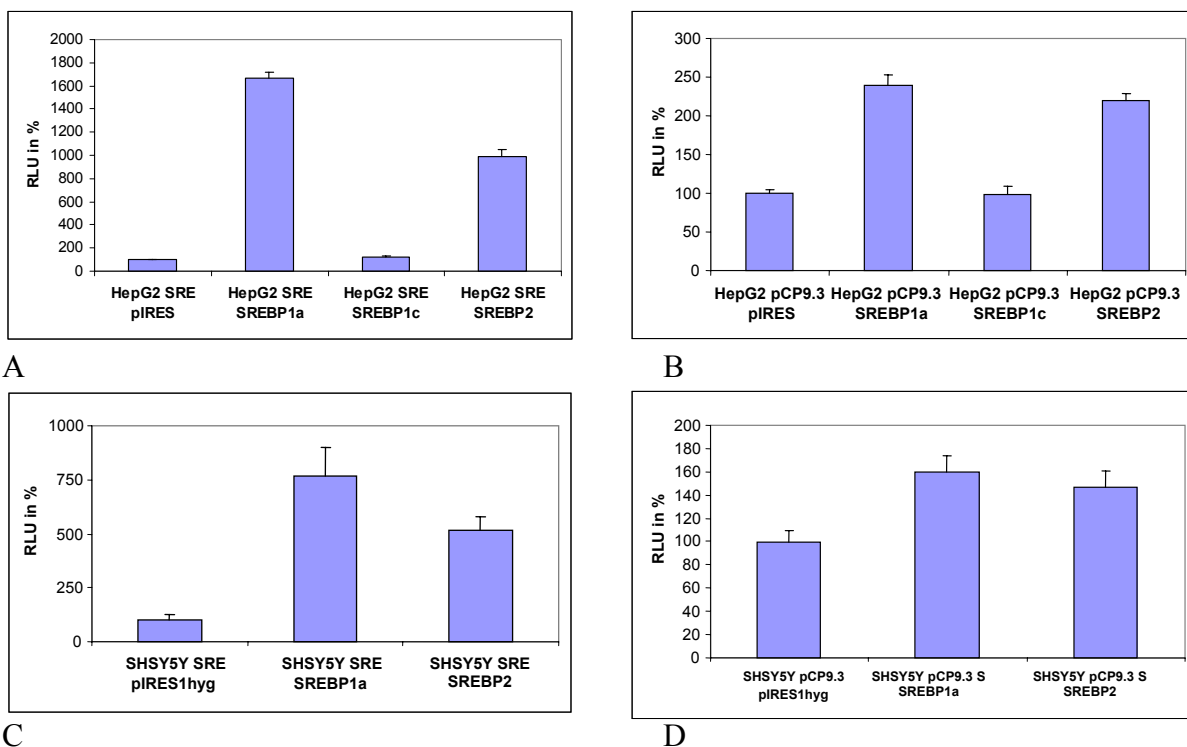 2000
1800
1600
1400
1200
1000
800
600
400
200
0
RLU in %
HepG2 SRE pIRES
HepG2 SRE SREBP1a
HepG2 SRE SREBP1c
HepG2 SRE SREBP2
A
300
250
200
150
100
50
0
RLU in %
HepG2 pCP9.3 pIRES
HepG2 pCP9.3 SREBP1a
HepG2 pCP9.3 SREBP1c
HepG2 pCP9.3 SREBP2
B
1000
750
500
250
0
RLU in %
SHSY5Y SRE pIRES1hyg
SHSY5Y SRE SREBP1a
SHSY5Y SRE SREBP2
C
200
180
160
140
120
100
80
60
40
20
0
RLU in %
SHSY5Y pCP9.3 pIRES1hyg
SHSY5Y pCP9.3 S SREBP1a
SHSY5Y pCP9.3 S SREBP2
D